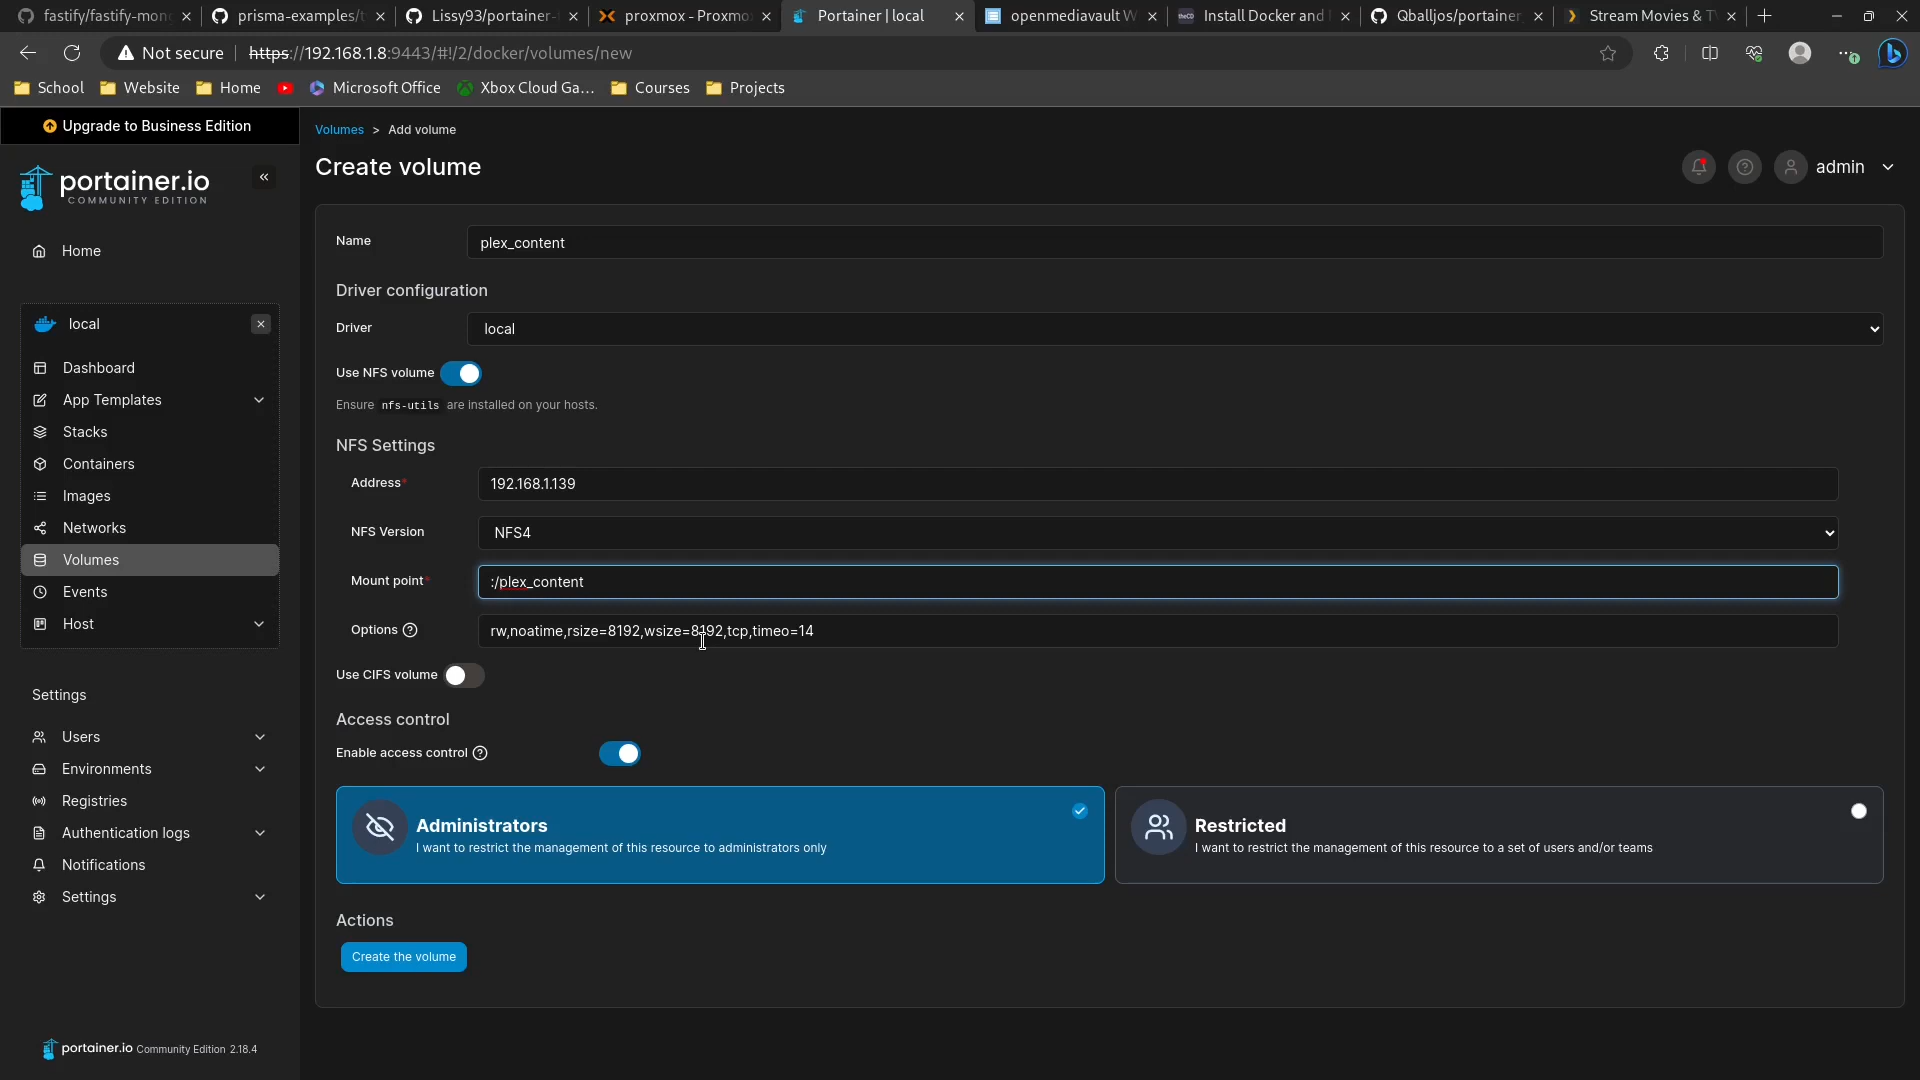 fastify/fastify-mon
prisma-examples/t
Lissy93/portainer-
proxmox - Proxmo
Portainer | local
openmediavault W
Install Docker and
Qballjos/portainer
Stream Movies & T
Not secure
https://192.168.1.8:9443/#!/2/docker/volumes/new
School
Website
Home
Microsoft Office
Xbox Cloud Ga...
Courses
Projects
Upgrade to Business Edition
portainer.io
COMMUNITY EDITION
Home
local
Dashboard
App Templates
Stacks
Containers
Images
Networks
Volumes
Events
Host
Settings
Users
Environments
Registries
Authentication logs
Notifications
Settings
portainer.io Community Edition 2.18.4
Volumes > Add volume
Create volume
admin
Name
plex_content
Driver configuration
Driver
local
Use NFS volume
Ensure nfs-utils are installed on your hosts.
NFS Settings
Address*
192.168.1.139
NFS Version
NFS4
Mount point*
:/plex_content
Options
rw,noatime,rsize=8192,wsize=8192,tcp,timeo=14
Use CIFS volume
Access control
Enable access control
Administrators
I want to restrict the management of this resource to administrators only
Restricted
I want to restrict the management of this resource to a set of users and/or teams
Actions
Create the volume